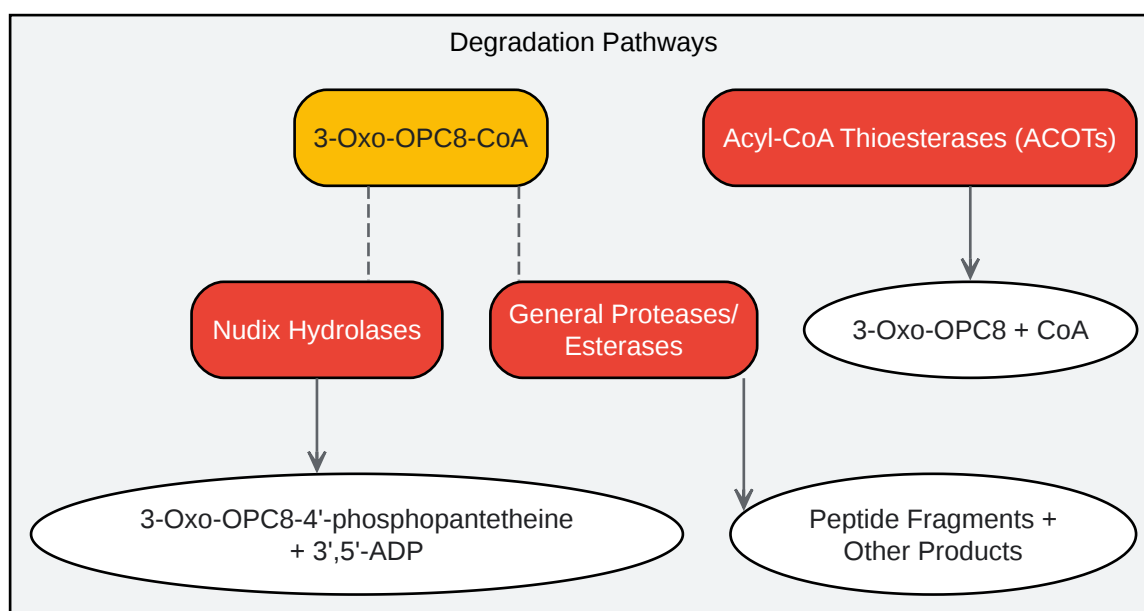 Degradation Pathways
3-Oxo-OPC8-CoA
Acyl-CoA Thioesterases (ACOTs)
Nudix Hydrolases
General Proteases/
Esterases
3-Oxo-OPC8 + CoA
3-Oxo-OPC8-4'-phosphopantetheine
+ 3',5'-ADP
Peptide Fragments +
Other Products